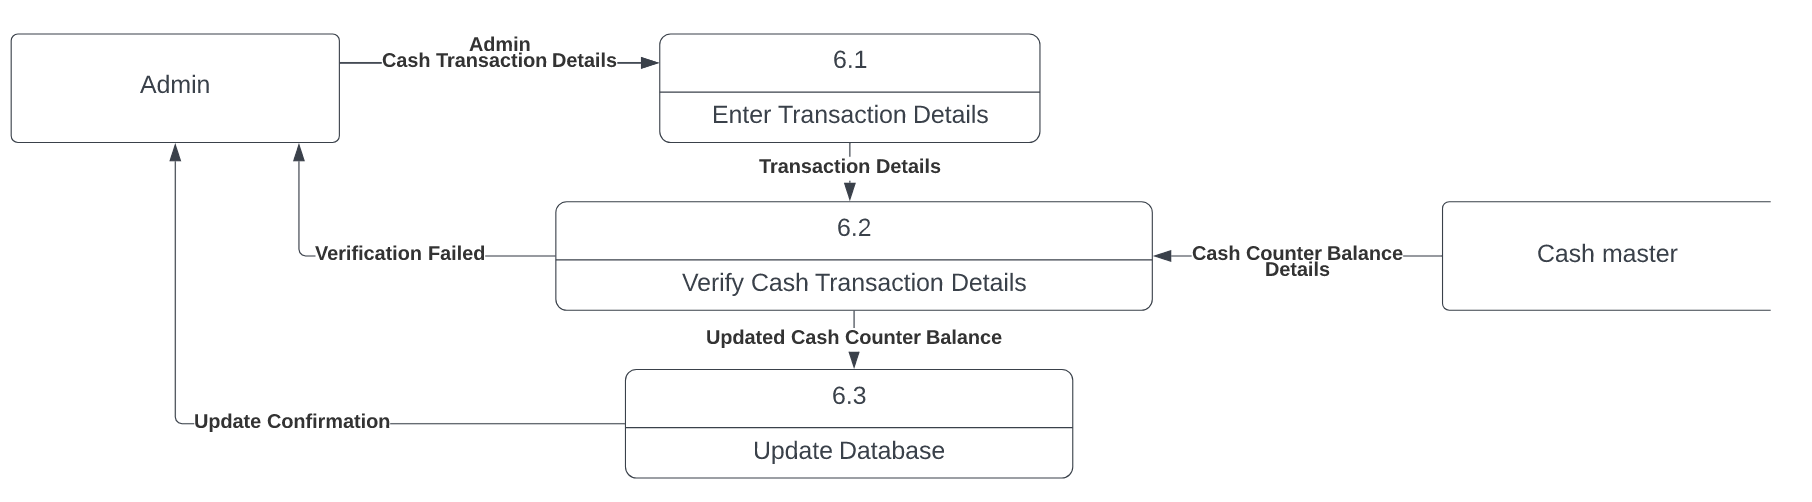 Admin
Admin
Cash Transaction Details
6.1
Enter Transaction Details
Transaction Details
6.2
Verify Cash Transaction Details
Verification Failed
Cash Counter Balance
Details
Cash master
Updated Cash Counter Balance
6.3
Update Database
Update Confirmation